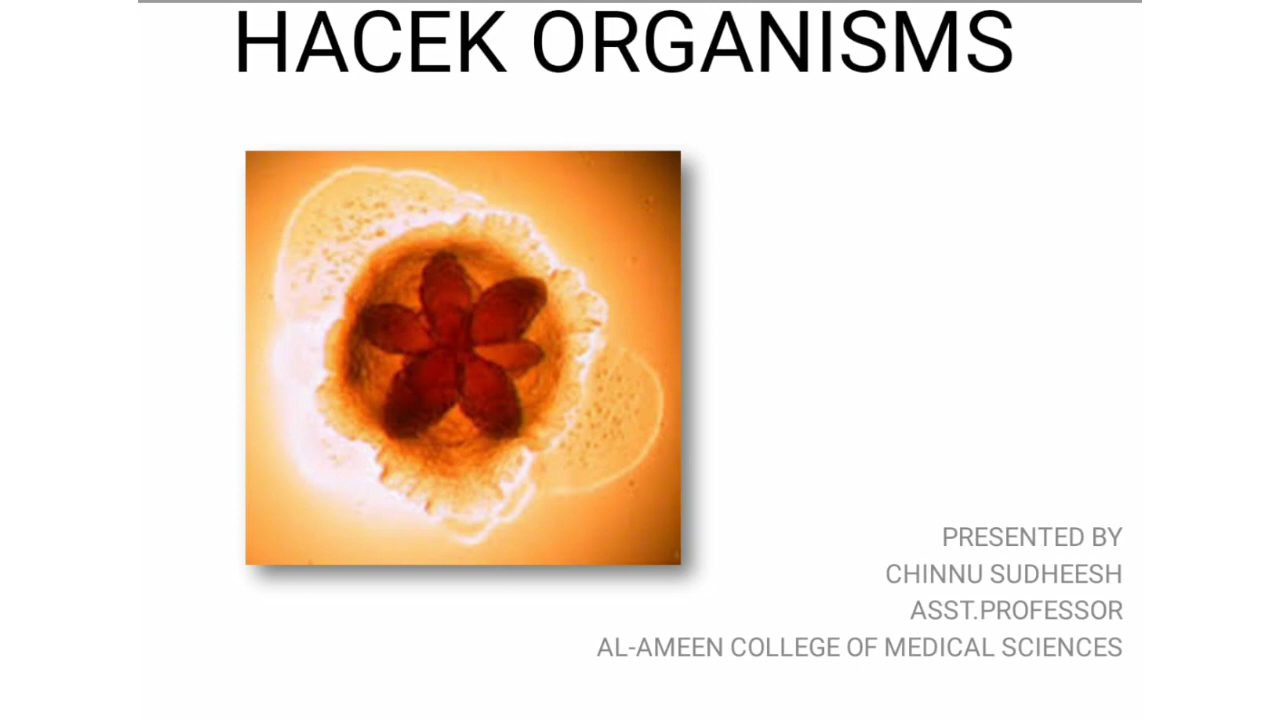 HACEK ORGANISMS
PRESENTED BY
CHINNU SUDHEESH
ASST.PROFESSOR
AL-AMEEN COLLEGE OF MEDICAL SCIENCES